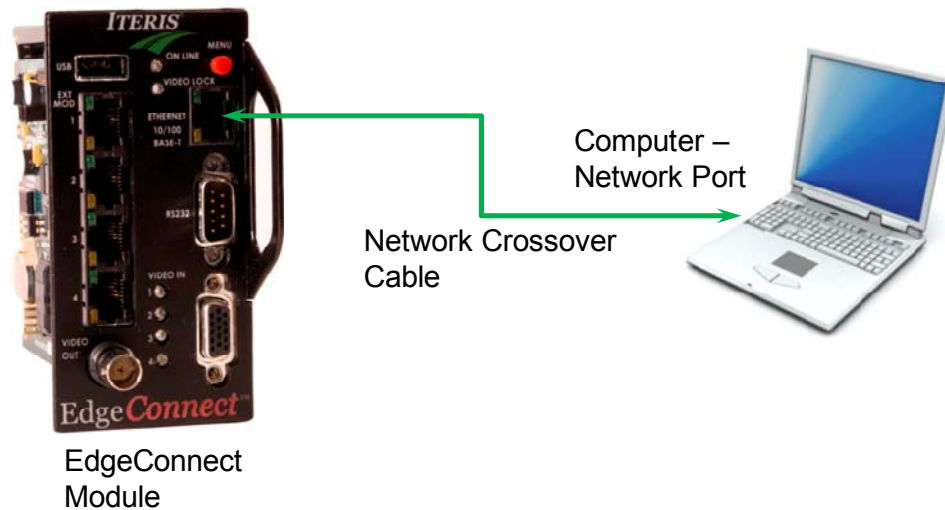 ITERIS
MENU
ON LINE
USB
VIDEO LOCK
EXT
MOD
1
ETHERNET
10/100
BASE-T
2
RS232
3
4
VIDEO IN
1
2
3
4
VIDEO
OUT
EdgeConnect™
EdgeConnect
Module
Network Crossover
Cable
Computer –
Network Port